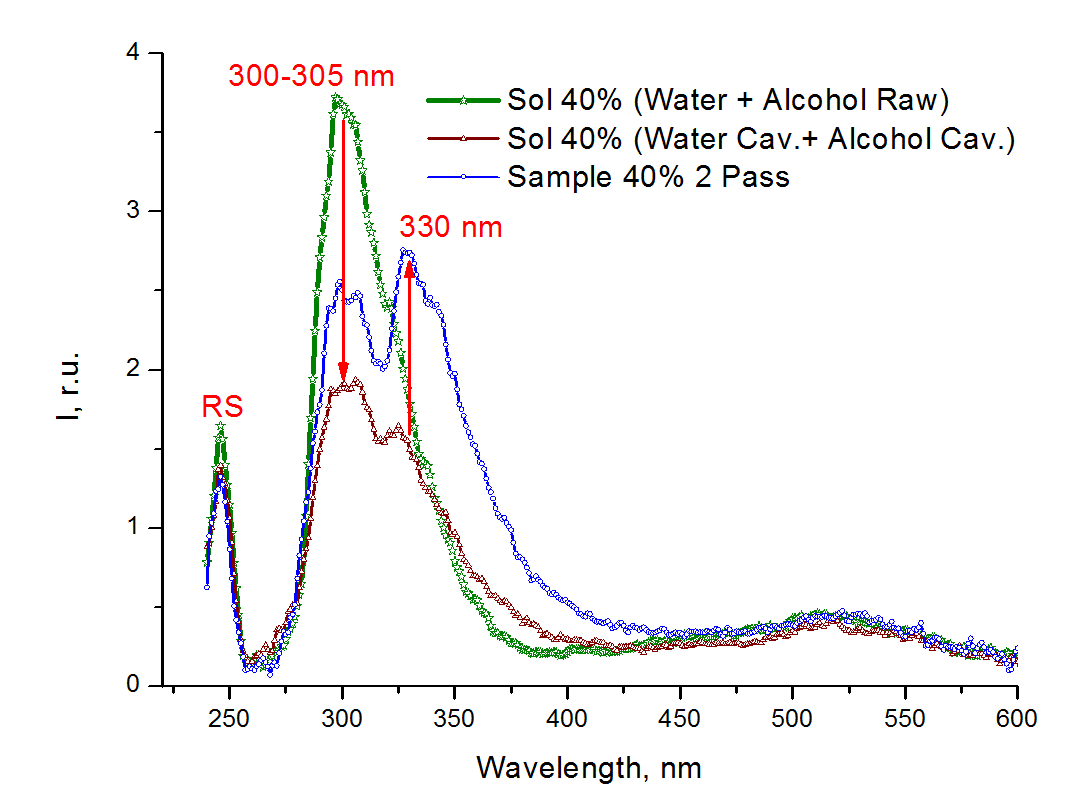 4
300-305 nm
Sol 40% (Water + Alcohol Raw)
Sol 40% (Water Cav.+ Alcohol Cav.)
Sample 40% 2 Pass
3
330 nm
I, r.u.
2
RS
1
0
250 300 350 400 450 500 550 600
Wavelength, nm